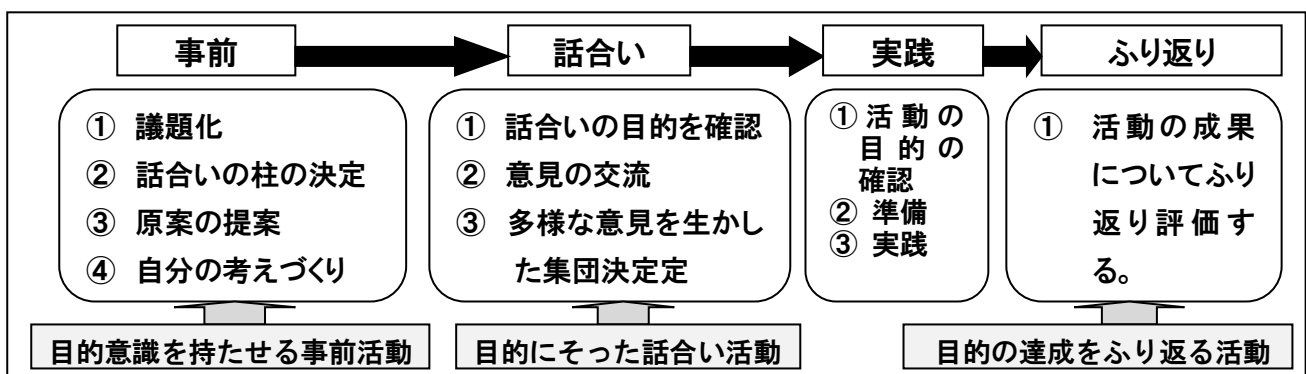 事前
話合い
実践
ふり返り
① 議題化
② 話合いの柱の決定
③ 原案の提案
④ 自分の考えづくり
① 話合いの目的を確認
② 意見の交流
③ 多様な意見を生かし
た集団決定定
① 活動の
目的の
確認
② 準備
③ 実践
① 活動の成果
についてふり
返り評価す
る。
目的意識を持たせる事前活動
目的にそった話合い活動
目的の達成をふり返る活動